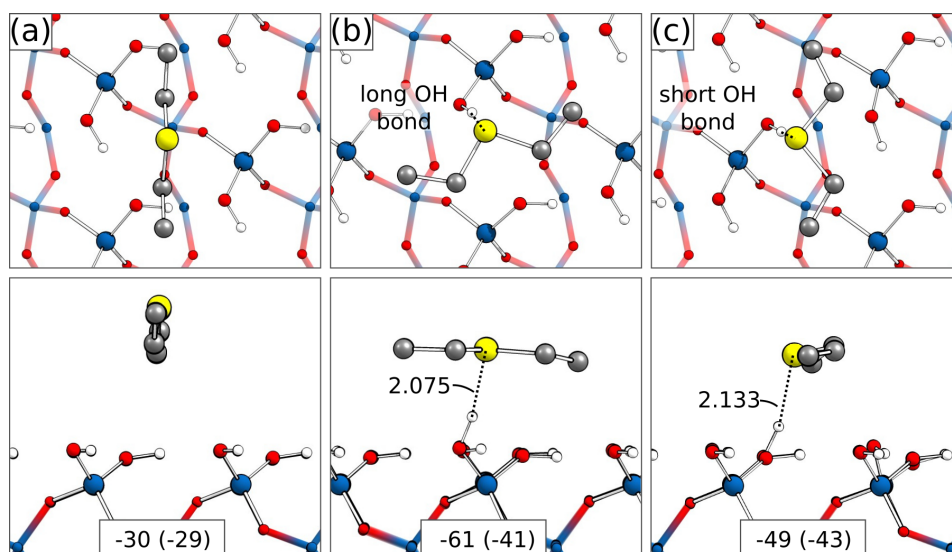 (a)
(b)
(c)
long OH
bond
short OH
bond
2.075
2.133
-30 (-29)
-61 (-41)
-49 (-43)